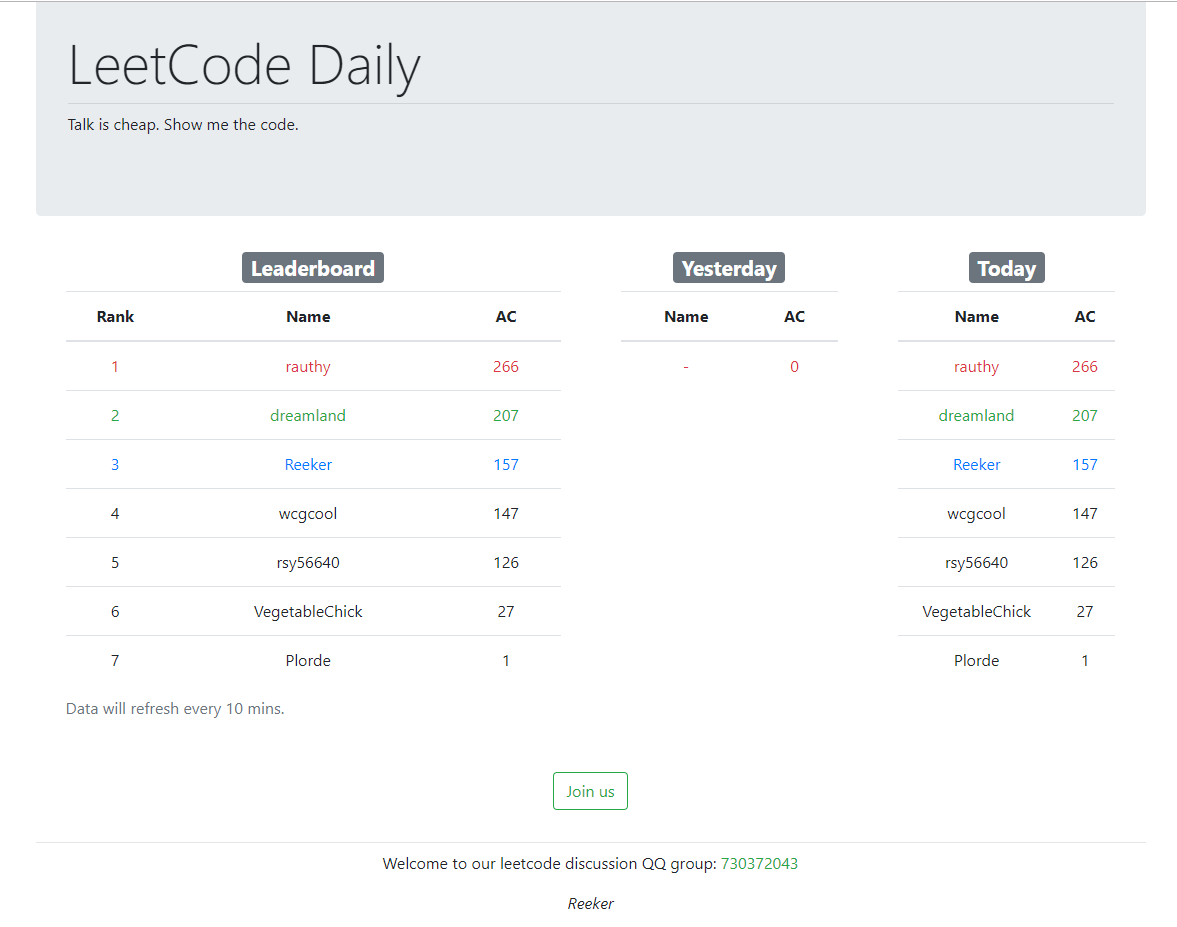 LeetCode Daily
Talk is cheap. Show me the code.
Leaderboard
Rank Name AC
1 rauthy 266
2 dreamland 207
3 Reeker 157
4 wcgcool 147
5 rsy56640 126
6 VegetableChick 27
7 Plorde 1
Data will refresh every 10 mins.
Yesterday
Name AC
- 0
Today
Name AC
rauthy 266
dreamland 207
Reeker 157
wcgcool 147
rsy56640 126
VegetableChick 27
Plorde 1
Join us
Welcome to our leetcode discussion QQ group: 730372043
Reeker